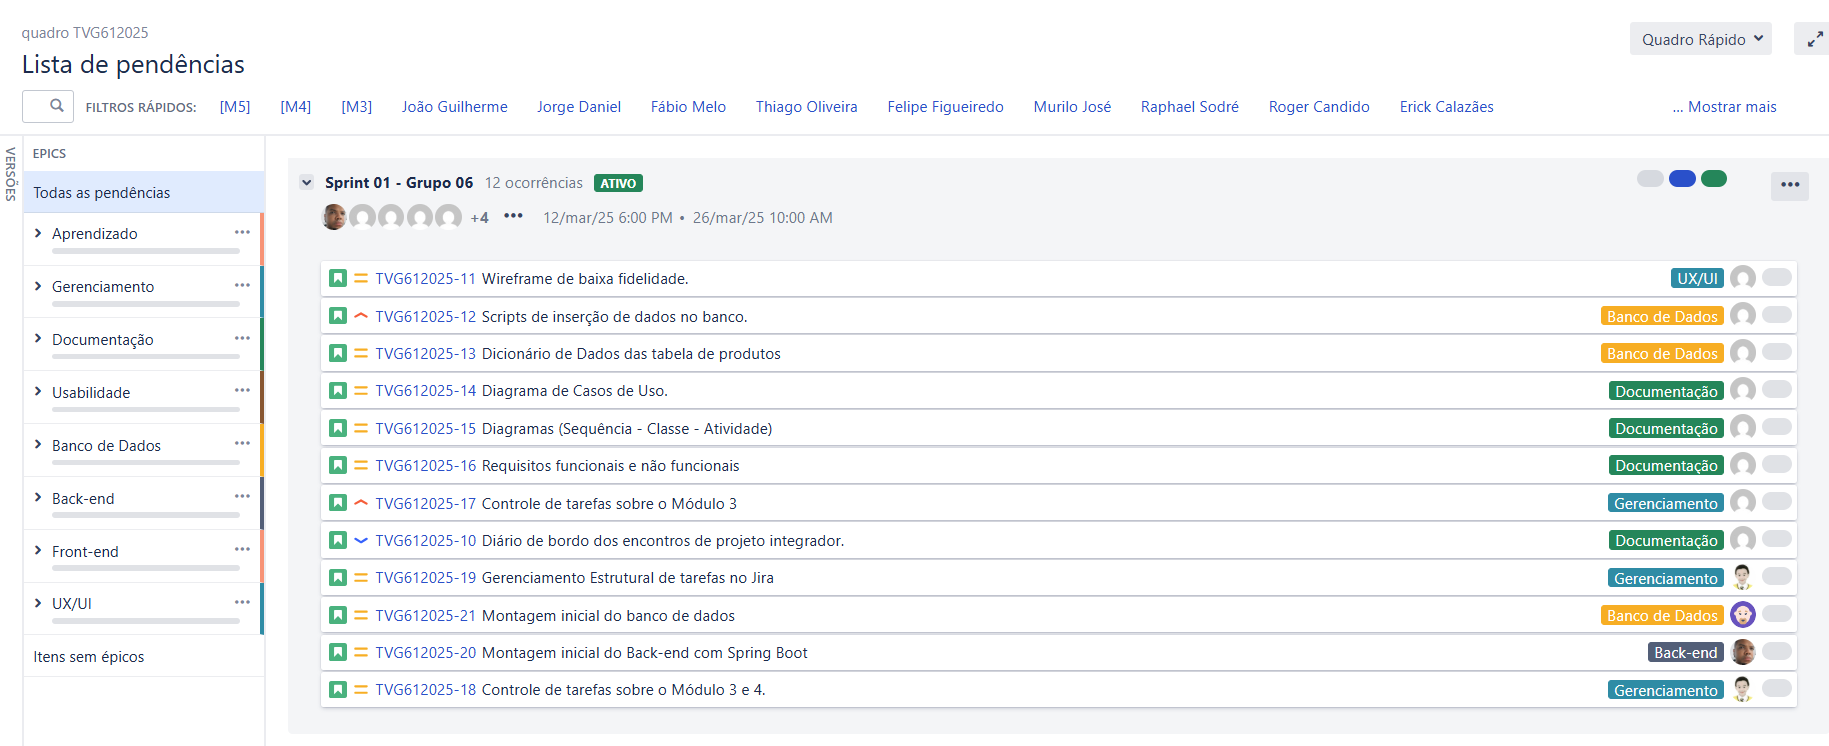 quadro TVG612025
Lista de pendências
Quadro Rápido
FILTROS RÁPIDOS: [M5] [M4] [M3] João Guilherme Jorge Daniel Fábio Melo Thiago Oliveira Felipe Figueiredo Murilo José Raphael Sodré Roger Candido Erick Calazães ... Mostrar mais
VERSÕES
EPICS
Todas as pendências
Aprendizado
Gerenciamento
Documentação
Usabilidade
Banco de Dados
Back-end
Front-end
UX/UI
Itens sem épicos
Sprint 01 - Grupo 06 12 ocorrências ATIVO
+4 12/mar/25 6:00 PM • 26/mar/25 10:00 AM
TVG612025-11 Wireframe de baixa fidelidade. UX/UI
TVG612025-12 Scripts de inserção de dados no banco. Banco de Dados
TVG612025-13 Dicionário de Dados das tabela de produtos Banco de Dados
TVG612025-14 Diagrama de Casos de Uso. Documentação
TVG612025-15 Diagramas (Sequência - Classe - Atividade) Documentação
TVG612025-16 Requisitos funcionais e não funcionais Documentação
TVG612025-17 Controle de tarefas sobre o Módulo 3 Gerenciamento
TVG612025-10 Diário de bordo dos encontros de projeto integrador. Documentação
TVG612025-19 Gerenciamento Estrutural de tarefas no Jira Gerenciamento
TVG612025-21 Montagem inicial do banco de dados Banco de Dados
TVG612025-20 Montagem inicial do Back-end com Spring Boot Back-end
TVG612025-18 Controle de tarefas sobre o Módulo 3 e 4. Gerenciamento